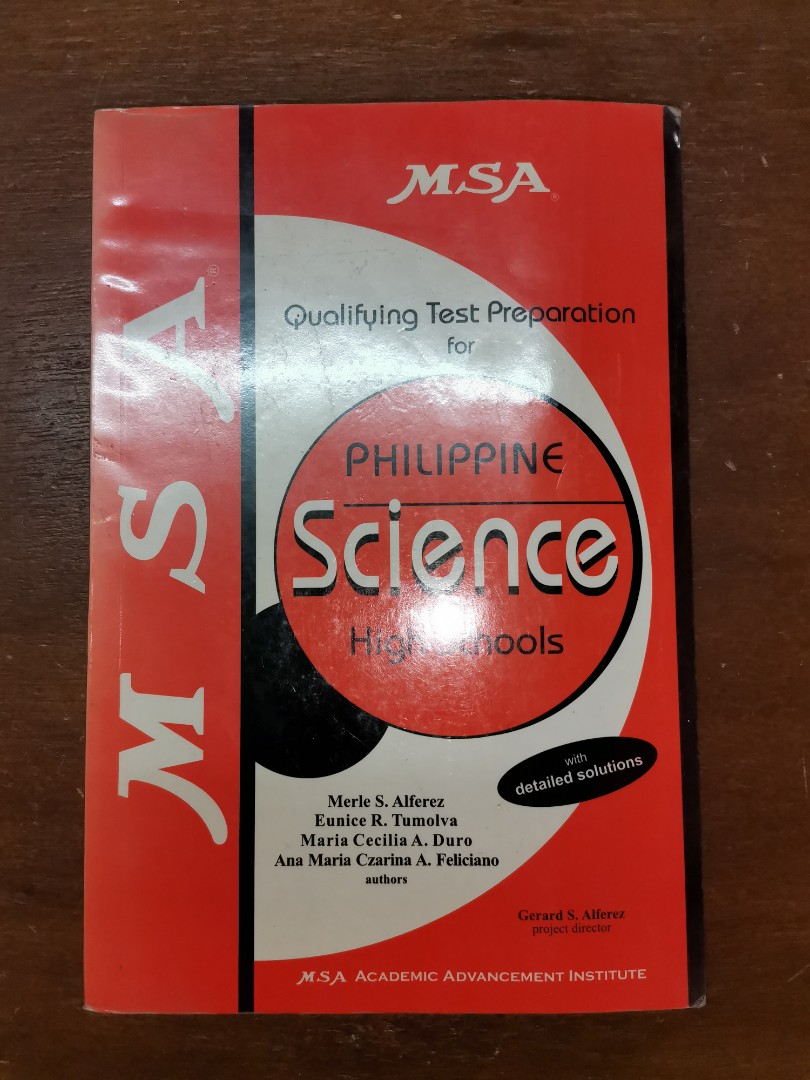 MSA®
MSA®
Qualifying Test Preparation
for
PHILIPPINE
Science
High Schools
with
detailed solutions
Merle S. Alferez
Eunice R. Tumolva
Maria Cecilia A. Duro
Ana Maria Czarina A. Feliciano
authors
Gerard S. Alferez
project director
MSA ACADEMIC ADVANCEMENT INSTITUTE